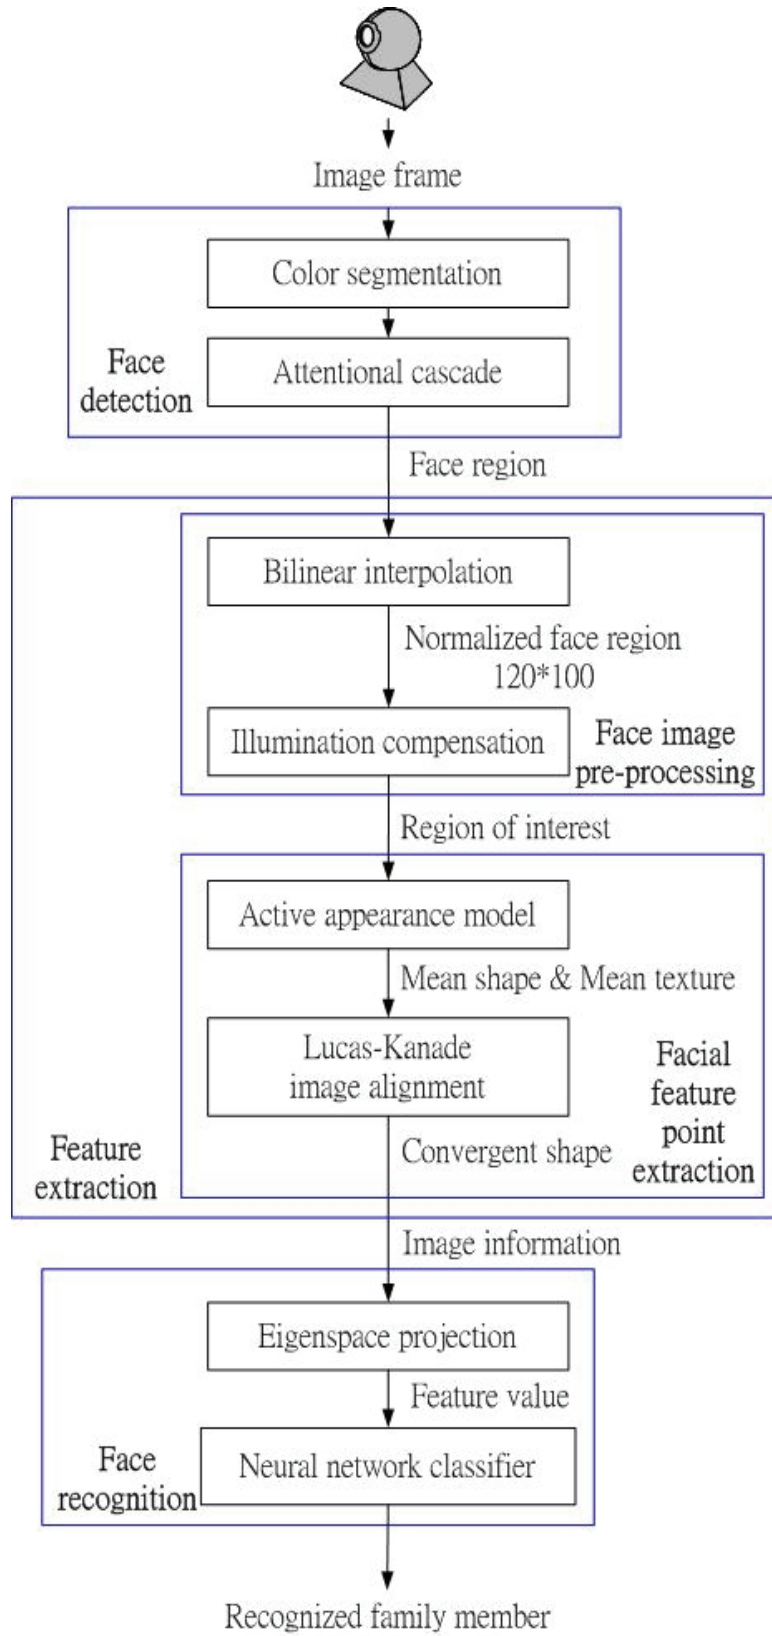 Image frame
Color segmentation
Face
detection
Attentional cascade
Face region
Bilinear interpolation
Normalized face region
120*100
Illumination compensation
Face image
pre-processing
Region of interest
Active appearance model
Mean shape & Mean texture
Lucas-Kanade
image alignment
Facial
feature
point
extraction
Convergent shape
Feature
extraction
Image information
Eigenspace projection
Feature value
Neural network classifier
Face
recognition
Recognized family member